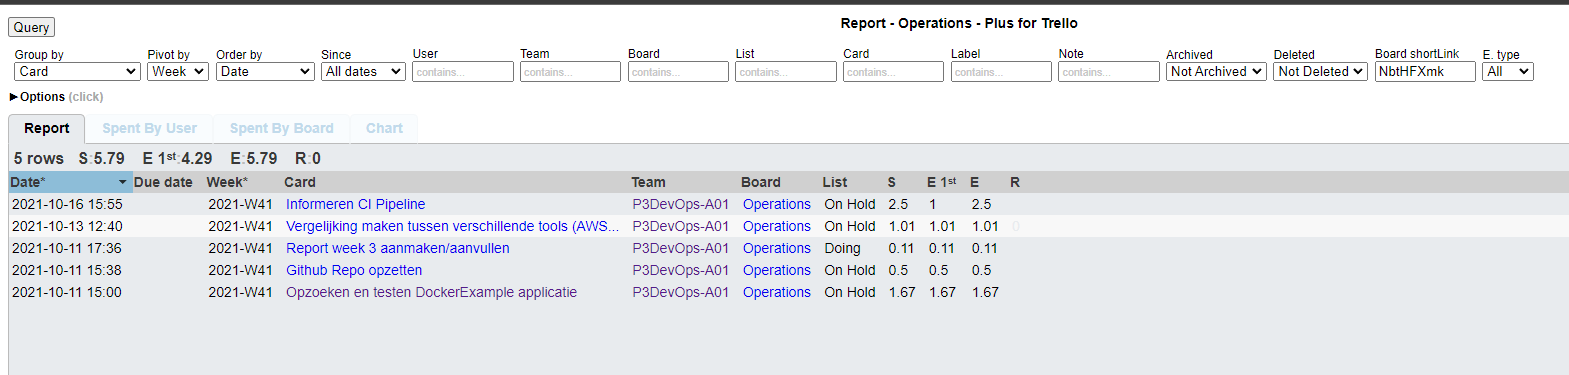 Query
Report - Operations - Plus for Trello
Group by Pivot by Order by Since User Team Board List Card Label Note Archived Deleted Board shortLink E. type
Card Week Date All dates contains... contains... contains... contains... contains... contains... contains... Not Archived Not Deleted NbtHFXmk All
Options (click)
Report Spent By User Spent By Board Chart
5 rows S:5.79 E 1st:4.29 E:5.79 R:0
Date* Due date Week* Card Team Board List S E 1st E R
2021-10-16 15:55 2021-W41 Informeren CI Pipeline P3DevOps-A01 Operations On Hold 2.5 1 2.5
2021-10-13 12:40 2021-W41 Vergelijking maken tussen verschillende tools (AWS... P3DevOps-A01 Operations On Hold 1.01 1.01 1.01 0
2021-10-11 17:36 2021-W41 Report week 3 aanmaken/aanvullen P3DevOps-A01 Operations Doing 0.11 0.11 0.11
2021-10-11 15:38 2021-W41 Github Repo opzetten P3DevOps-A01 Operations On Hold 0.5 0.5 0.5
2021-10-11 15:00 2021-W41 Opzoeken en testen DockerExample applicatie P3DevOps-A01 Operations On Hold 1.67 1.67 1.67